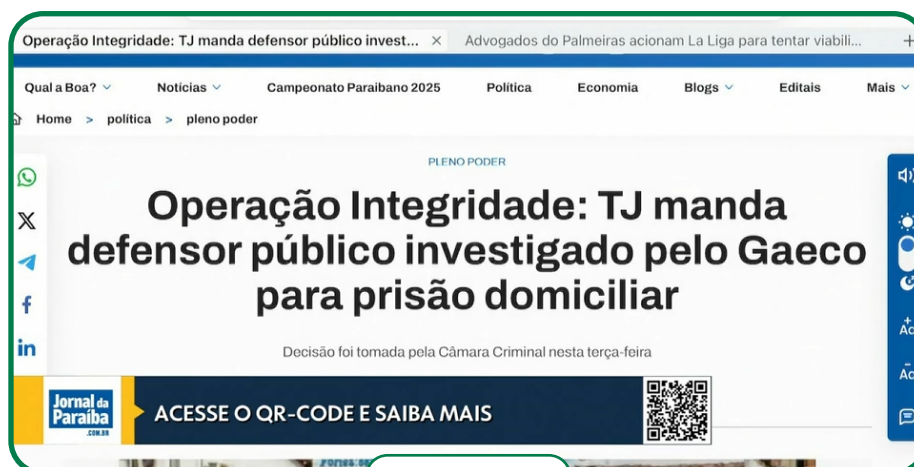 Operação Integridade: TJ manda defensor público invest... × Advogados do Palmeiras acionam La Liga para tentar viabili... +
Qual a Boa? Notícias Campeonato Paraibano 2025 Política Economia Blogs Editais Mais
Home > política > pleno poder
PLENO PODER
Operação Integridade: TJ manda
defensor público investigado pelo Gaeco
para prisão domiciliar
Decisão foi tomada pela Câmara Criminal nesta terça-feira
Jornal da
Paraíba
.COM.BR
ACESSE O QR-CODE E SAIBA MAIS